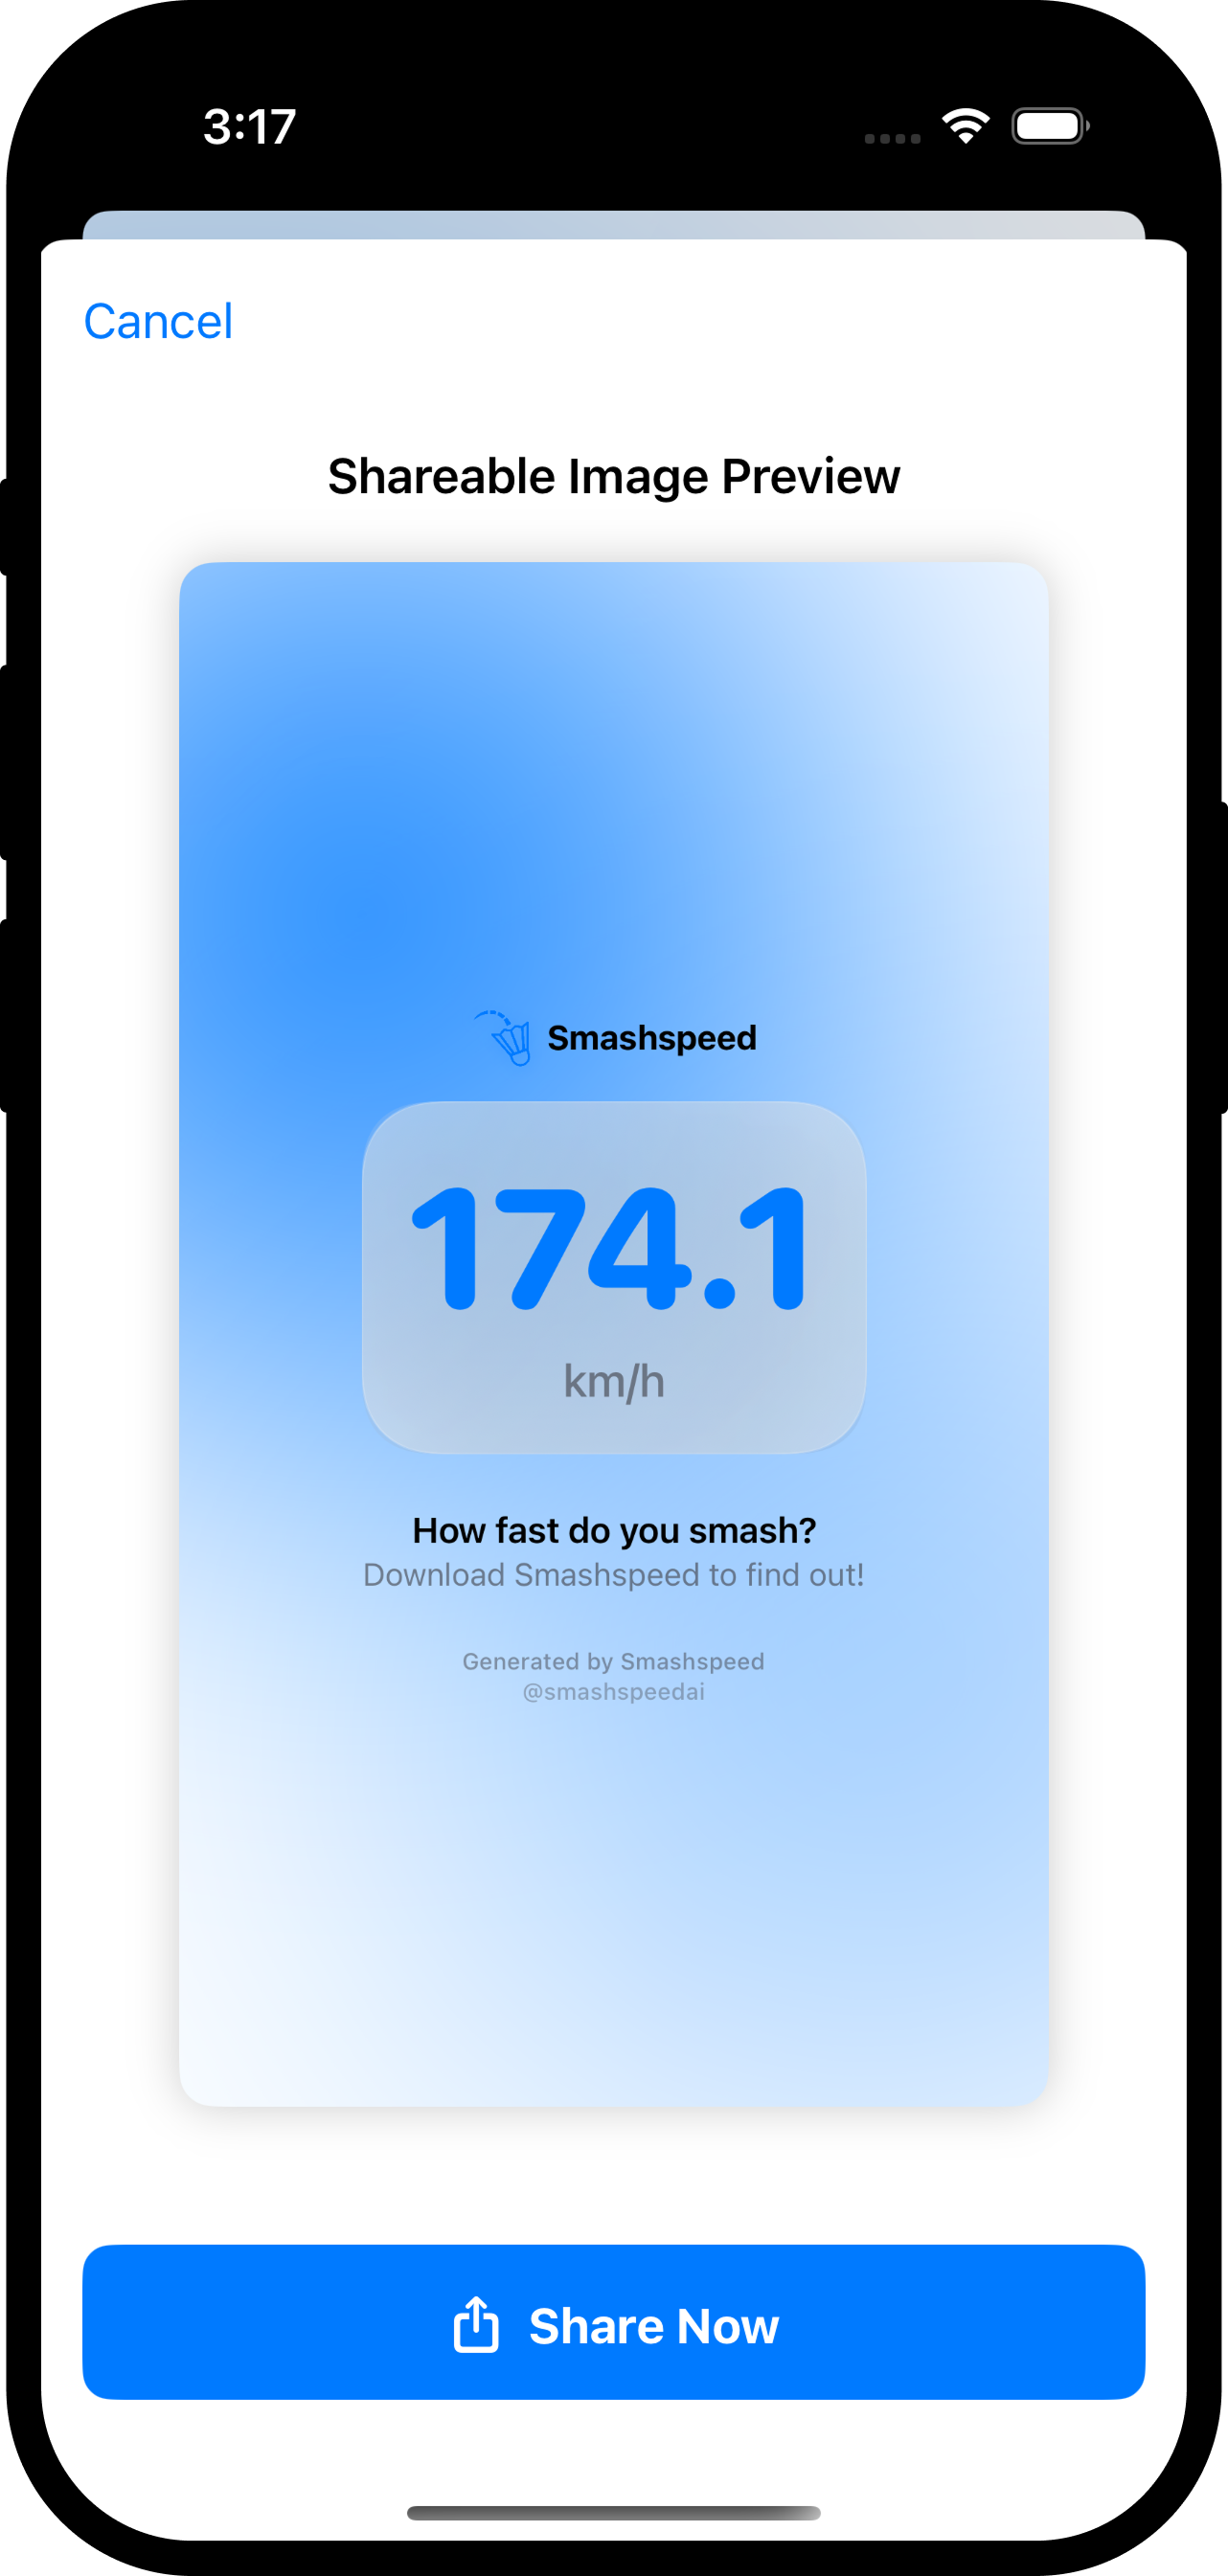 3:17
Cancel
Shareable Image Preview
Smashspeed
174.1
km/h
How fast do you smash?
Download Smashspeed to find out!
Generated by Smashspeed
@smashspeedai
Share Now